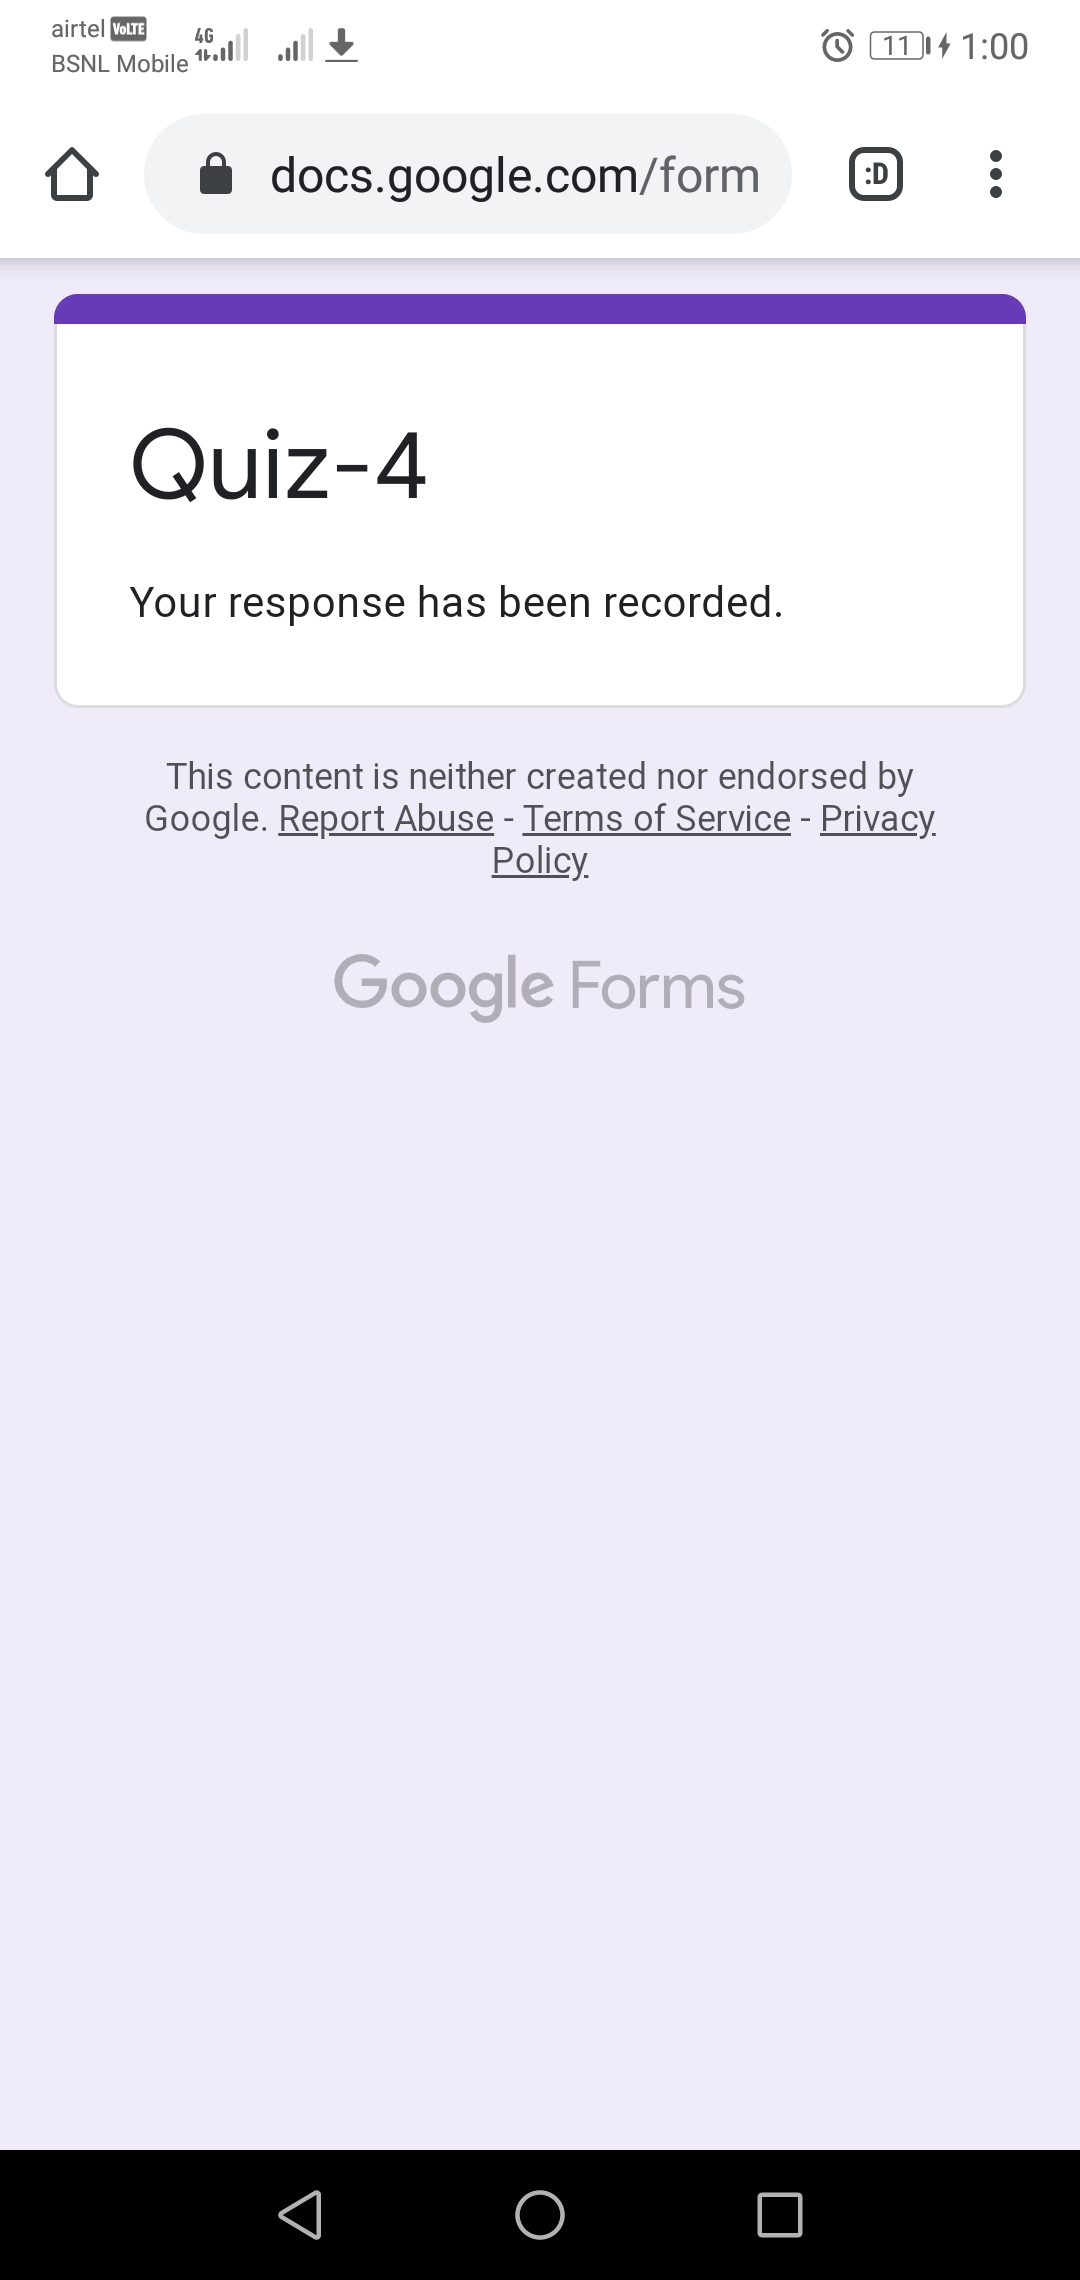 airtel VoLTE
BSNL Mobile
4G
11
1:00
docs.google.com/form
:D
Quiz-4
Your response has been recorded.
This content is neither created nor endorsed by
Google. Report Abuse - Terms of Service - Privacy
Policy
Google Forms